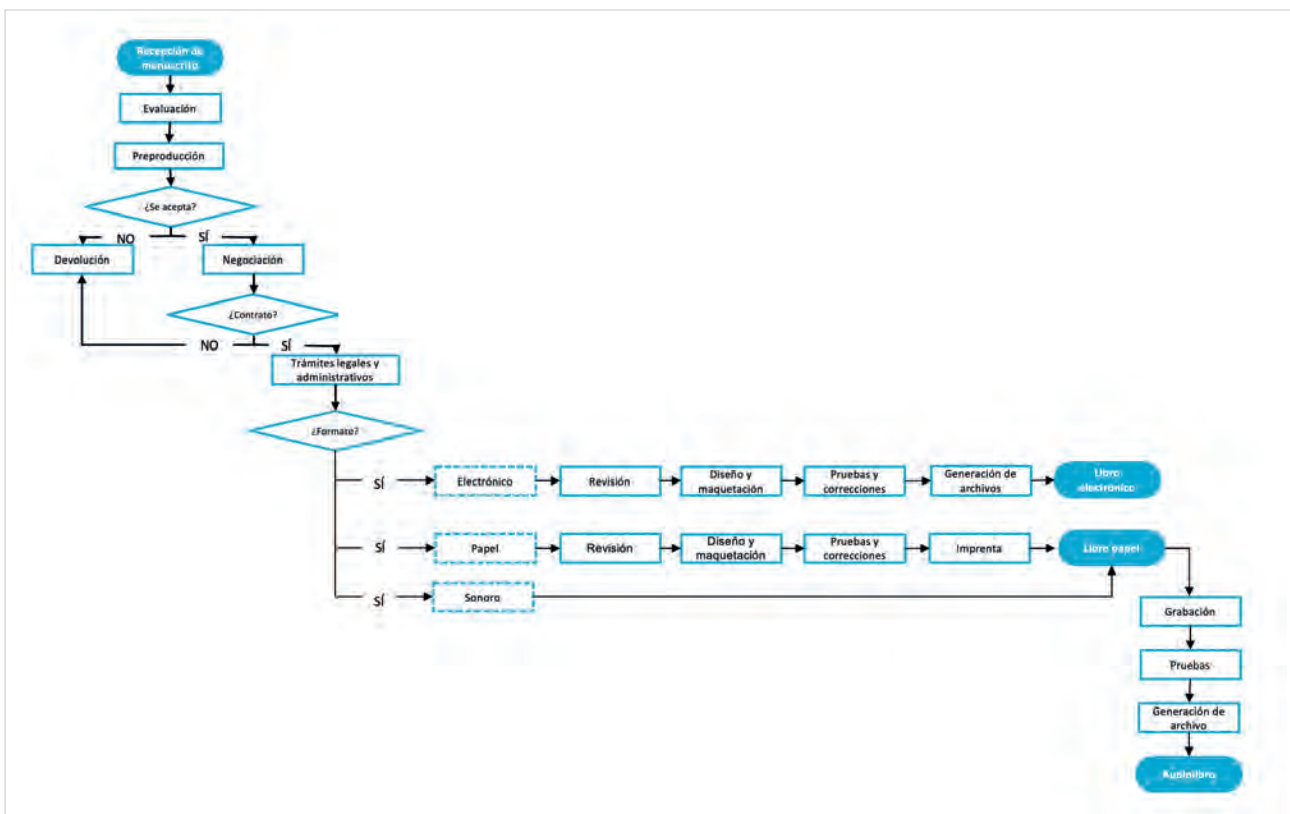 Recepción de
manuscrito
Evaluación
Preproducción
¿Se acepta?
NO
SÍ
Devolución
Negociación
¿Contrato?
NO
SÍ
Trámites legales y
administrativos
¿Formato?
SÍ
Electrónico
Revisión
Diseño y
maquetación
Pruebas y
correcciones
Generación de
archivos
Libro
electrónico
SÍ
Papel
Revisión
Diseño y
maquetación
Pruebas y
correcciones
Imprenta
Libro papel
SÍ
Sonoro
Grabación
Pruebas
Generación de
archivo
Audiolibro